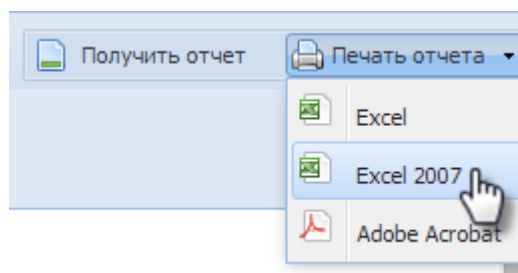 Получить отчет
Печать отчета
Excel
Excel 2007
Adobe Acrobat